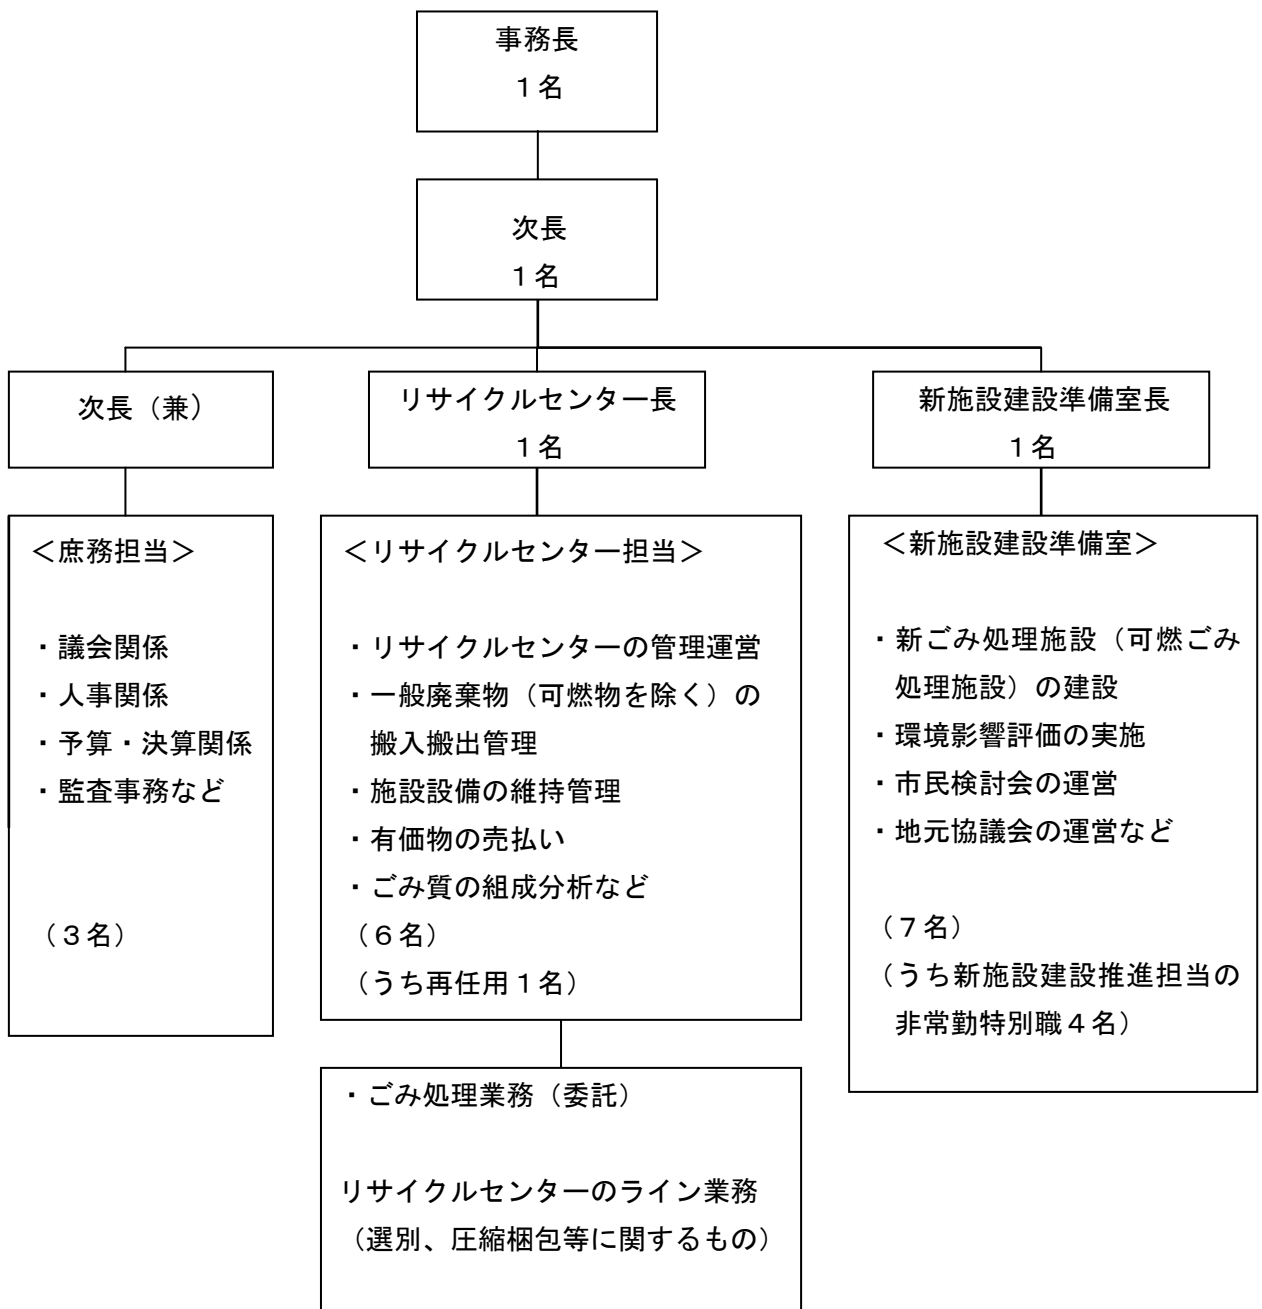 事務長
１名
次長
１名
次長（兼）
リサイクルセンター長
１名
新施設建設準備室長
１名
＜庶務担当＞
・議会関係
・人事関係
・予算・決算関係
・監査事務など
（３名）
＜リサイクルセンター担当＞
・リサイクルセンターの管理運営
・一般廃棄物（可燃物を除く）の
搬入搬出管理
・施設設備の維持管理
・有価物の売払い
・ごみ質の組成分析など
（６名）
（うち再任用１名）
＜新施設建設準備室＞
・新ごみ処理施設（可燃ごみ
処理施設）の建設
・環境影響評価の実施
・市民検討会の運営
・地元協議会の運営など
（７名）
（うち新施設建設推進担当の
非常勤特別職４名）
・ごみ処理業務（委託）
リサイクルセンターのライン業務
（選別、圧縮梱包等に関するもの）